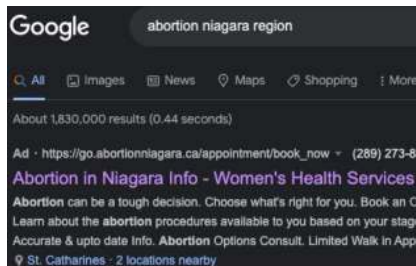 Google
abortion niagara region
All Images News Maps Shopping More
About 1,830,000 results (0.44 seconds)
Ad · https://go.abortionniagara.ca/appointment/book_now (289) 273-8
Abortion in Niagara Info - Women's Health Services
Abortion can be a tough decision. Choose what's right for you. Book an
Learn about the abortion procedures available to you based on your stag
Accurate & upto date Info. Abortion Options Consult. Limited Walk in App
St. Catharines · 2 locations nearby